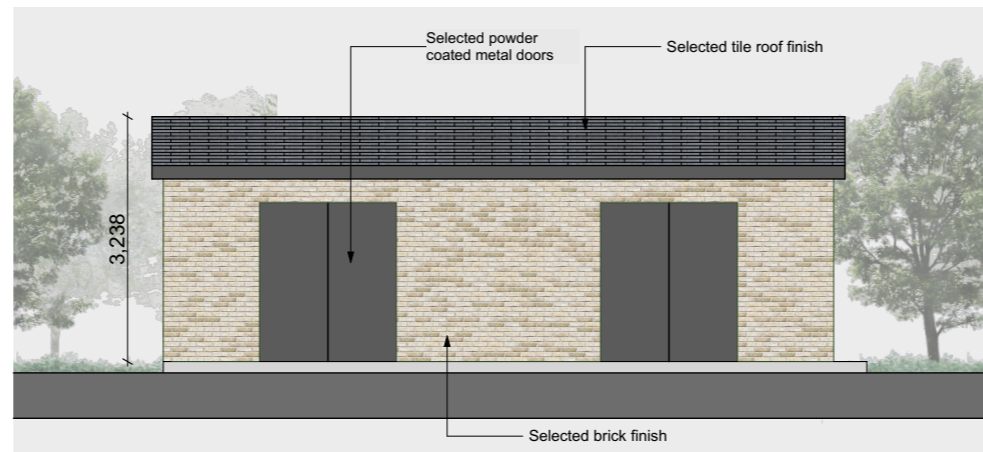 Selected powder
coated metal doors
Selected tile roof finish
3,238
Selected brick finish